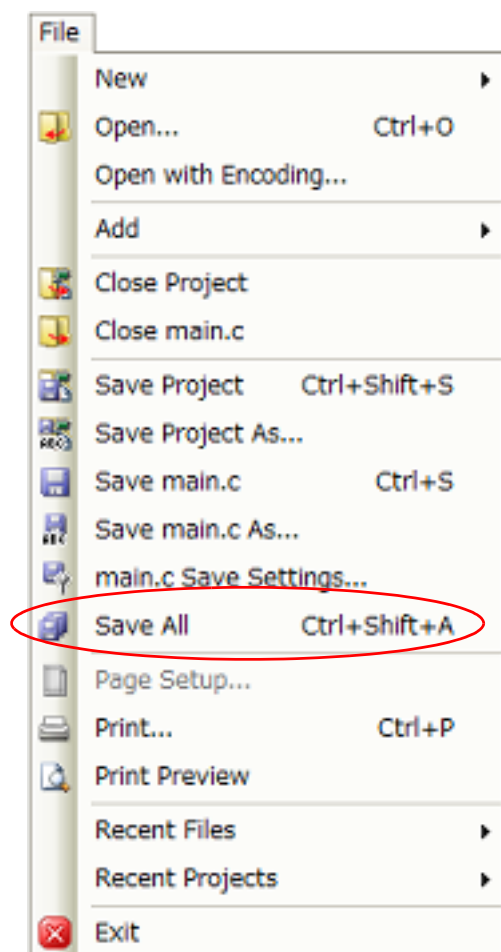 File
New
Open... Ctrl+O
Open with Encoding...
Add
Close Project
Close main.c
Save Project Ctrl+Shift+S
Save Project As...
Save main.c Ctrl+S
Save main.c As...
main.c Save Settings...
Save All Ctrl+Shift+A
Page Setup...
Print... Ctrl+P
Print Preview
Recent Files
Recent Projects
Exit